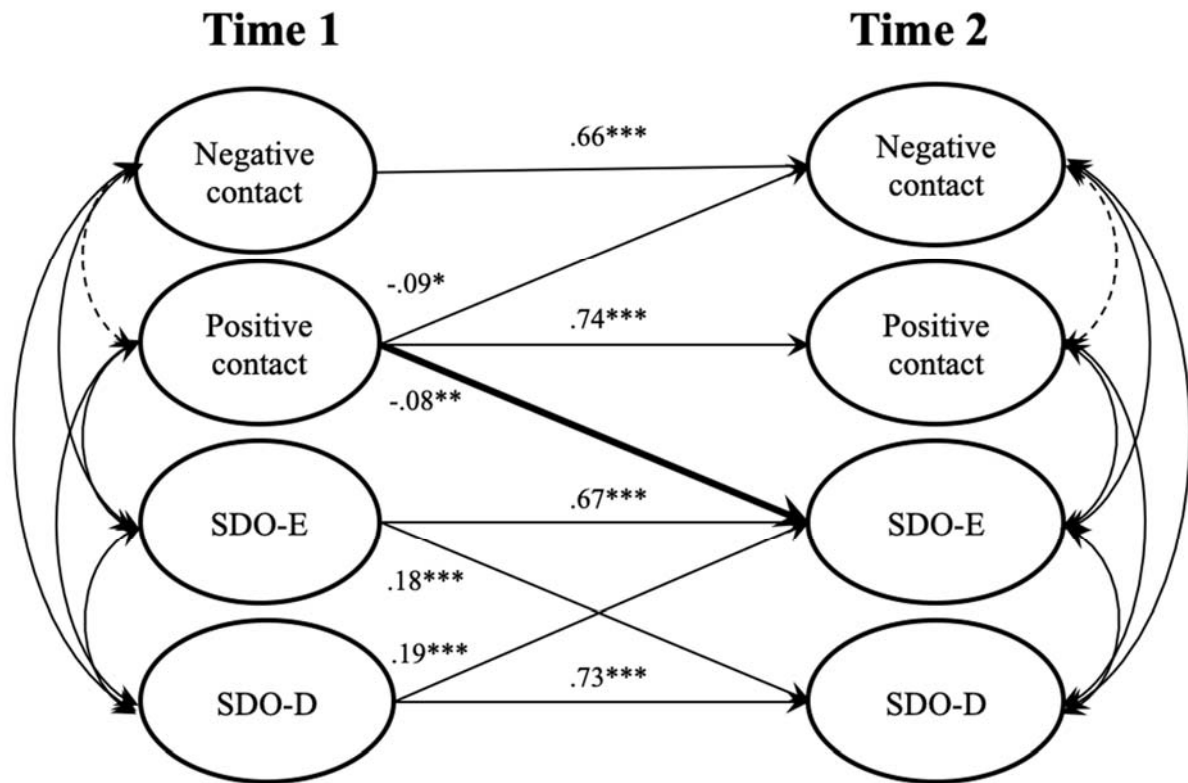 Time 1
Time 2
Negative
contact
.66***
Negative
contact
-.09*
Positive
contact
.74***
Positive
contact
-.08**
SDO-E
.67***
SDO-E
.18***
.19***
SDO-D
.73***
SDO-D